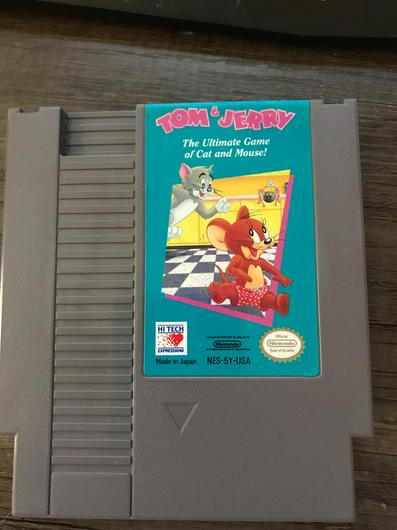 TOM & JERRY
The Ultimate Game
of Cat and Mouse!
HI TECH
EXPRESSIONS
Made in Japan
Nintendo
NES-5Y-USA
Official
Nintendo
Seal of Quality